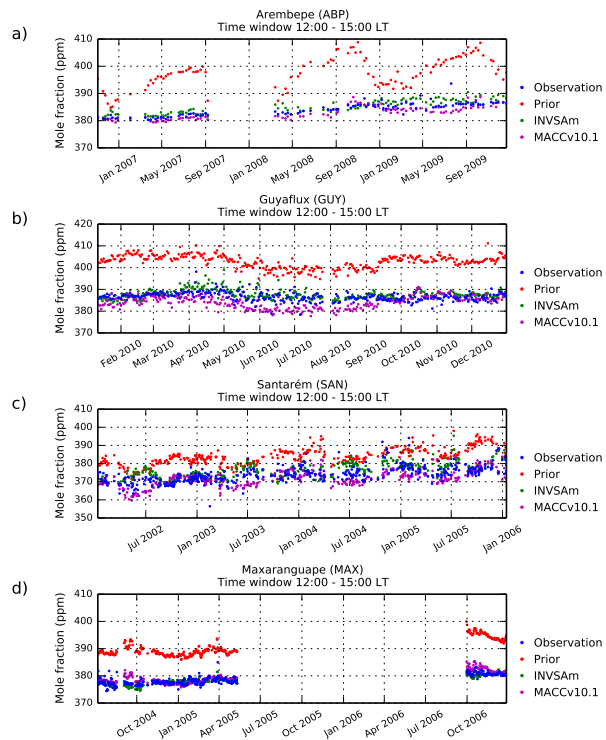 a)
Arembepe (ABP)
Time window 12:00 - 15:00 LT
Mole fraction (ppm)
410
400
390
380
370
Jan 2007
May 2007
Sep 2007
Jan 2008
May 2008
Sep 2008
Jan 2009
May 2009
Sep 2009
Observation
Prior
INVSAm
MACCv10.1
b)
Guyaflux (GUY)
Time window 12:00 - 15:00 LT
Mole fraction (ppm)
420
410
400
390
380
370
Feb 2010
Mar 2010
Apr 2010
May 2010
Jun 2010
Jul 2010
Aug 2010
Sep 2010
Oct 2010
Nov 2010
Dec 2010
Observation
Prior
INVSAm
MACCv10.1
c)
Santarém (SAN)
Time window 12:00 - 15:00 LT
Mole fraction (ppm)
410
400
390
380
370
360
350
Jul 2002
Jan 2003
Jul 2003
Jan 2004
Jul 2004
Jan 2005
Jul 2005
Jan 2006
Observation
Prior
INVSAm
MACCv10.1
d)
Maxaranguape (MAX)
Time window 12:00 - 15:00 LT
Mole fraction (ppm)
410
400
390
380
370
Oct 2004
Jan 2005
Apr 2005
Jul 2005
Oct 2005
Jan 2006
Apr 2006
Jul 2006
Oct 2006
Observation
Prior
INVSAm
MACCv10.1